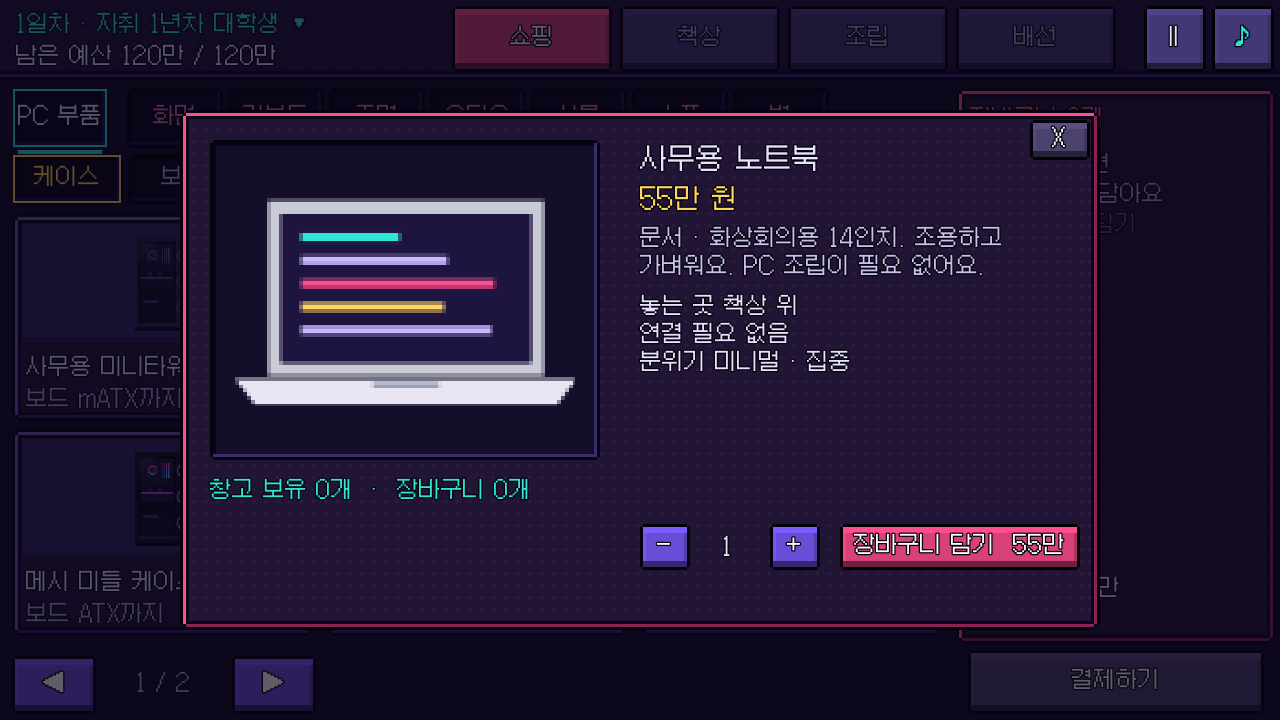 1일차 · 자취 1년차 대학생 ▼
남은 예산 120만 / 120만
쇼핑
책상
조립
배선
PC 부품
케이스
사무용 노트북
X
55만 원
문서 · 화상회의용 14인치. 조용하고
가벼워요. PC 조립이 필요 없어요.
놓는 곳 책상 위
연결 필요 없음
분위기 미니멀 · 집중
창고 보유 0개 · 장바구니 0개
− 1 +
장바구니 담기 55만
담아요
담기
사무용 미니타워
보드 mATX까지
메시 미들
보드 ATX까지
만
1 / 2
결제하기